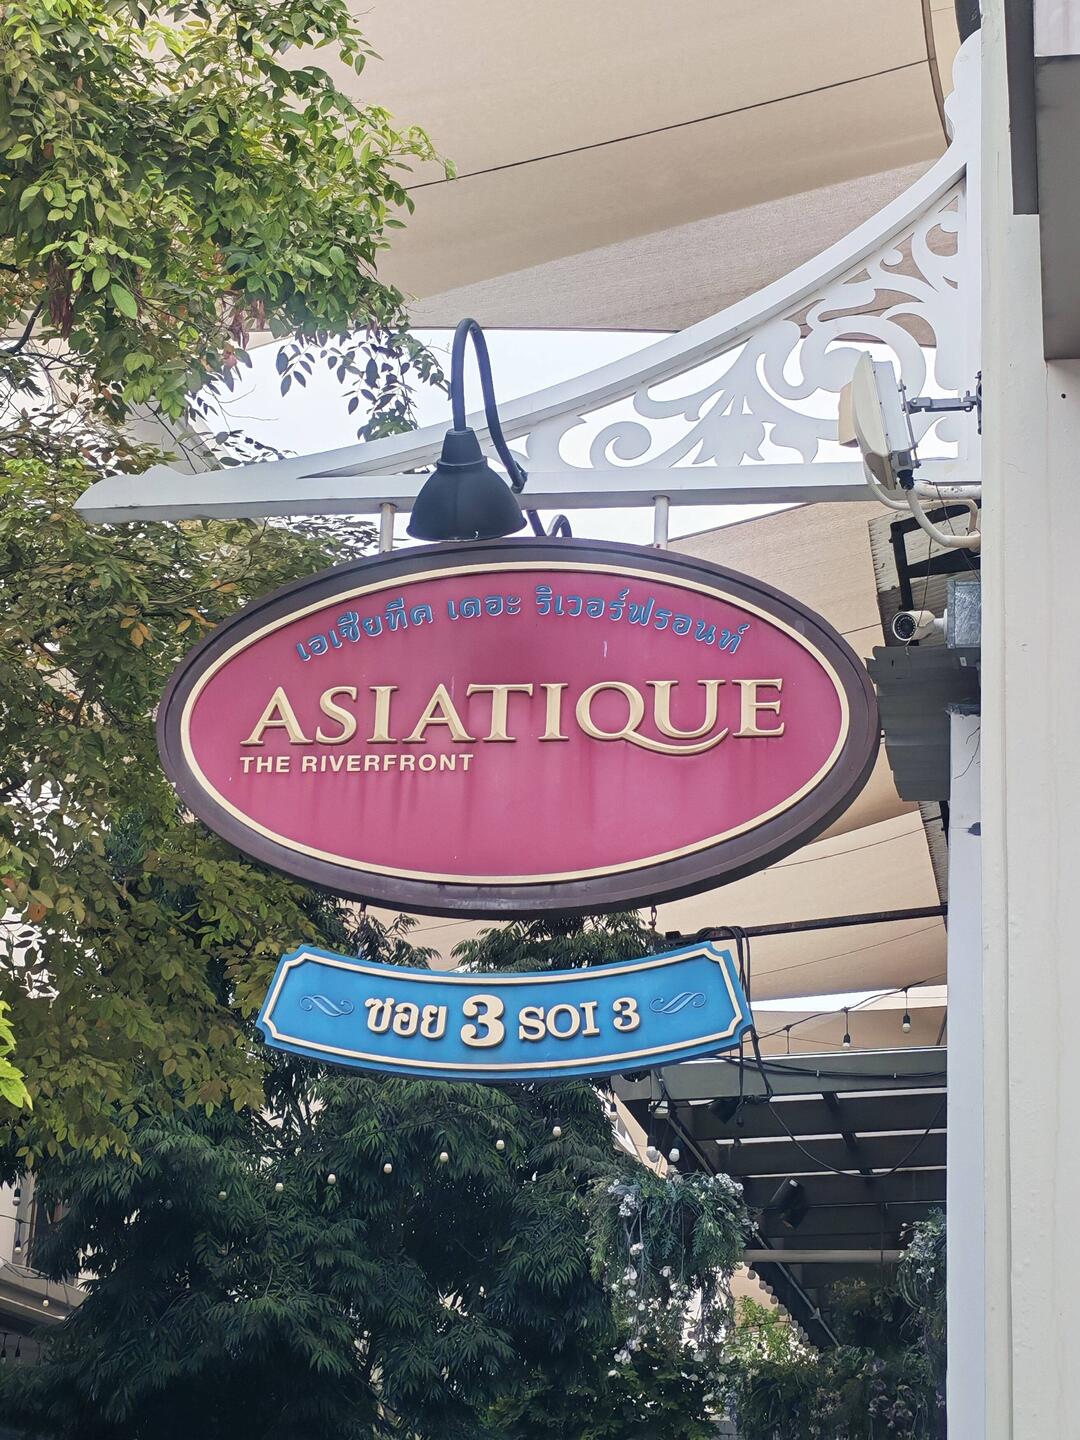 เอเชียทีค เดอะ ริเวอร์ฟรอนท์
ASIATIQUE
THE RIVERFRONT
ซอย 3 SOI 3